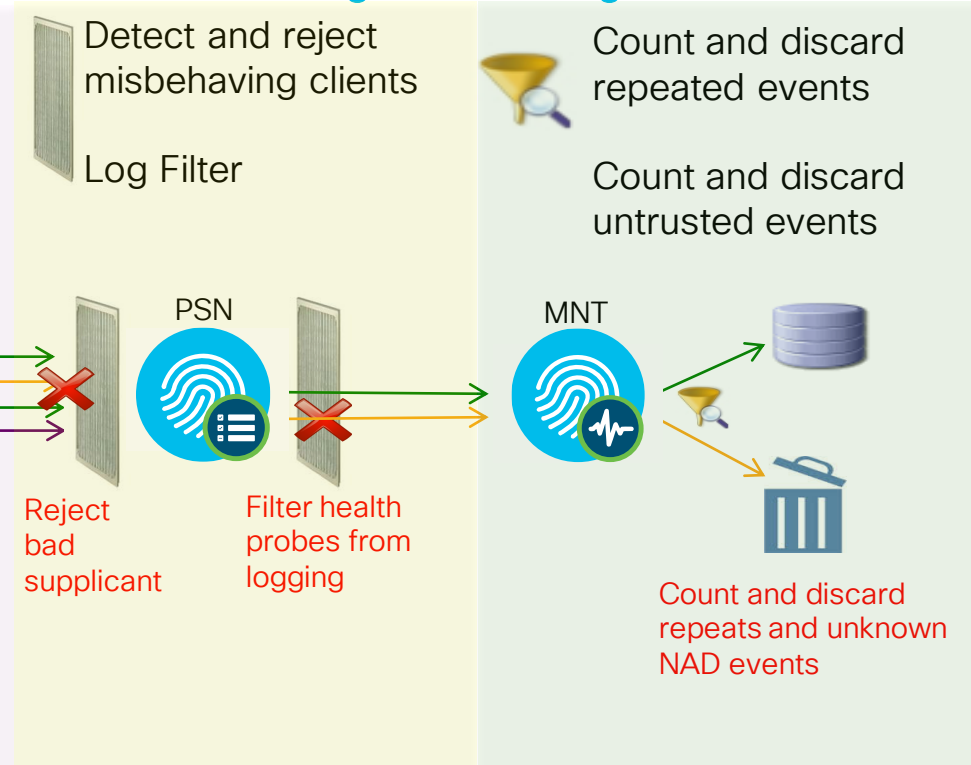 Detect and reject
misbehaving clients
Log Filter
Count and discard
repeated events
Count and discard
untrusted events
PSN
MNT
Reject
bad
supplicant
Filter health
probes from
logging
Count and discard
repeats and unknown
NAD events